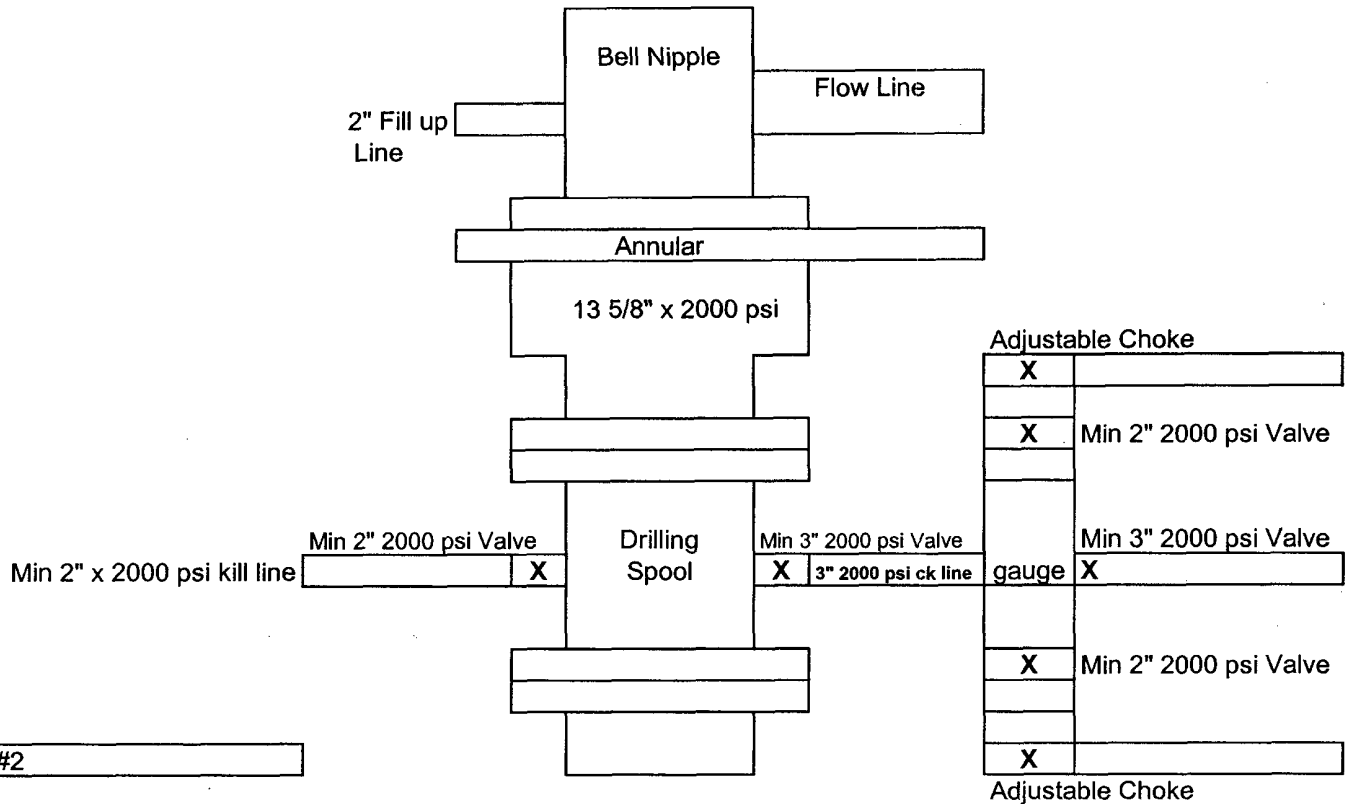 Bell Nipple
Flow Line
2" Fill up
Line
Annular
13 5/8" x 2000 psi
Adjustable Choke
X
X Min 2" 2000 psi Valve
Min 2" 2000 psi Valve
Drilling
Spool
Min 3" 2000 psi Valve
Min 3" 2000 psi Valve
Min 2" x 2000 psi kill line
X
X
3" 2000 psi ck line
gauge
X
X Min 2" 2000 psi Valve
#2
X
Adjustable Choke